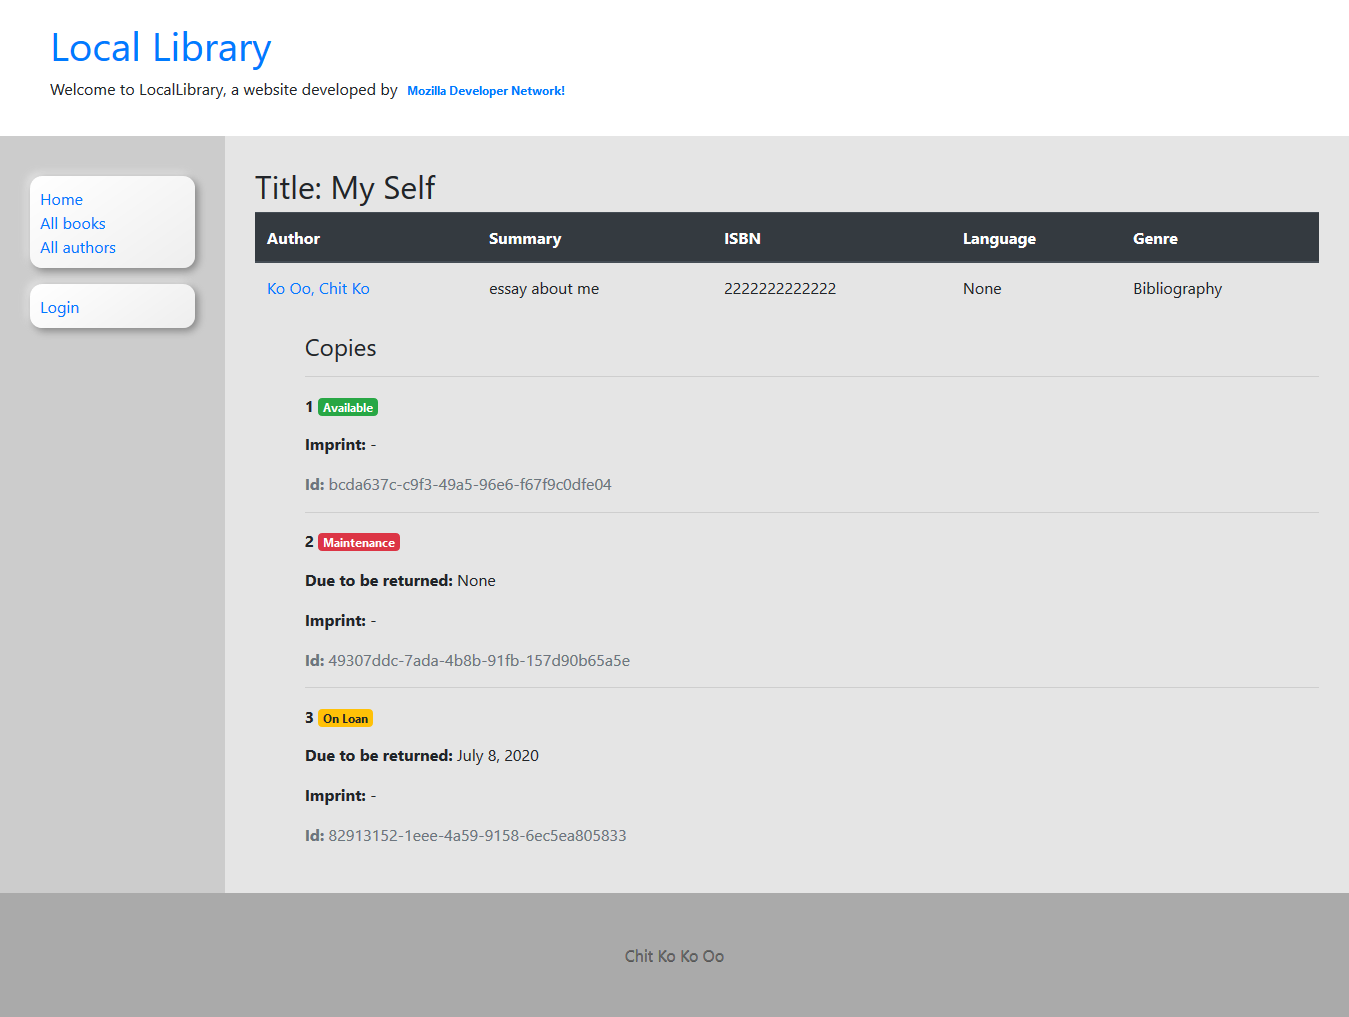 Local Library
Welcome to LocalLibrary, a website developed by Mozilla Developer Network!
Home
All books
All authors
Login
Title: My Self
Author Summary ISBN Language Genre
Ko Oo, Chit Ko essay about me 2222222222222 None Bibliography
Copies
1 Available
Imprint: -
Id: bcda637c-c9f3-49a5-96e6-f67f9c0dfe04
2 Maintenance
Due to be returned: None
Imprint: -
Id: 49307ddc-7ada-4b8b-91fb-157d90b65a5e
3 On Loan
Due to be returned: July 8, 2020
Imprint: -
Id: 82913152-1eee-4a59-9158-6ec5ea805833
Chit Ko Ko Oo